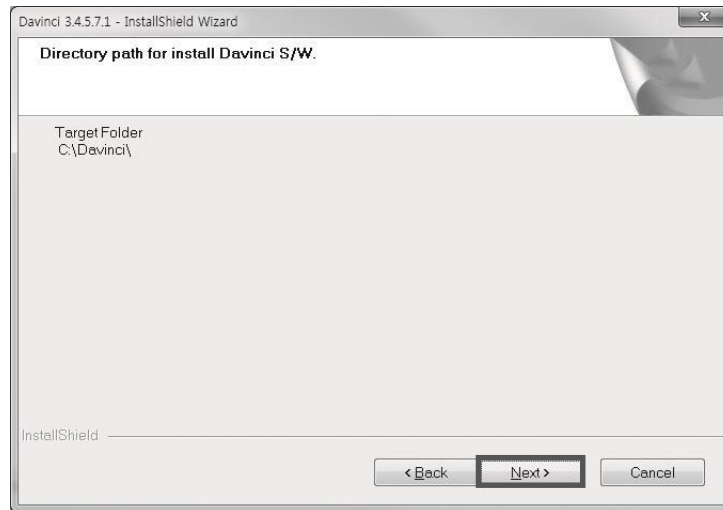 Davinci 3.4.5.7.1 - InstallShield Wizard
x
Directory path for install Davinci S/W.
Target Folder
C:\Davinci\
InstallShield
< Back
Next >
Cancel